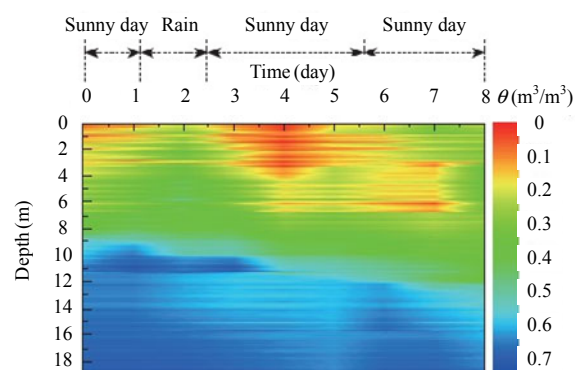 Sunny day Rain Sunny day Sunny day
Time (day)
0 1 2 3 4 5 6 7 8 θ (m³/m³)
0 0
2 0.1
4 0.2
6 0.3
8
10 0.4
12 0.5
14
16 0.6
18 0.7
Depth (m)